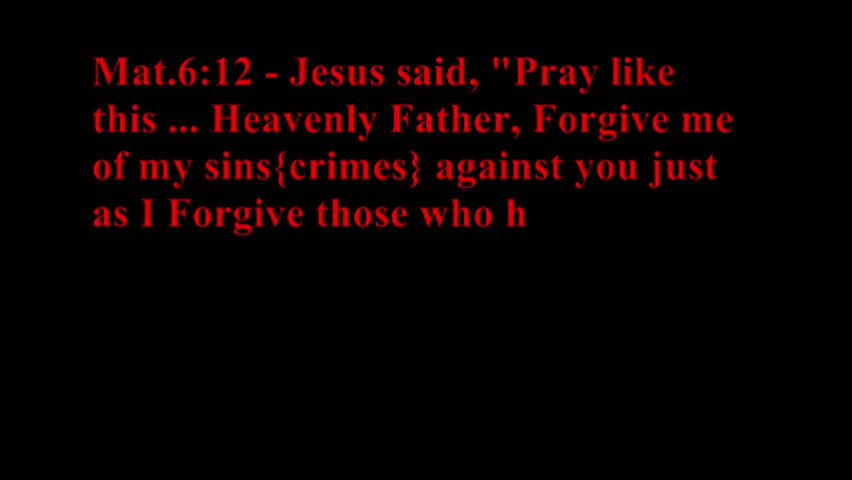 Mat.6:12 - Jesus said, "Pray like
this ... Heavenly Father, Forgive me
of my sins{crimes} against you just
as I Forgive those who h